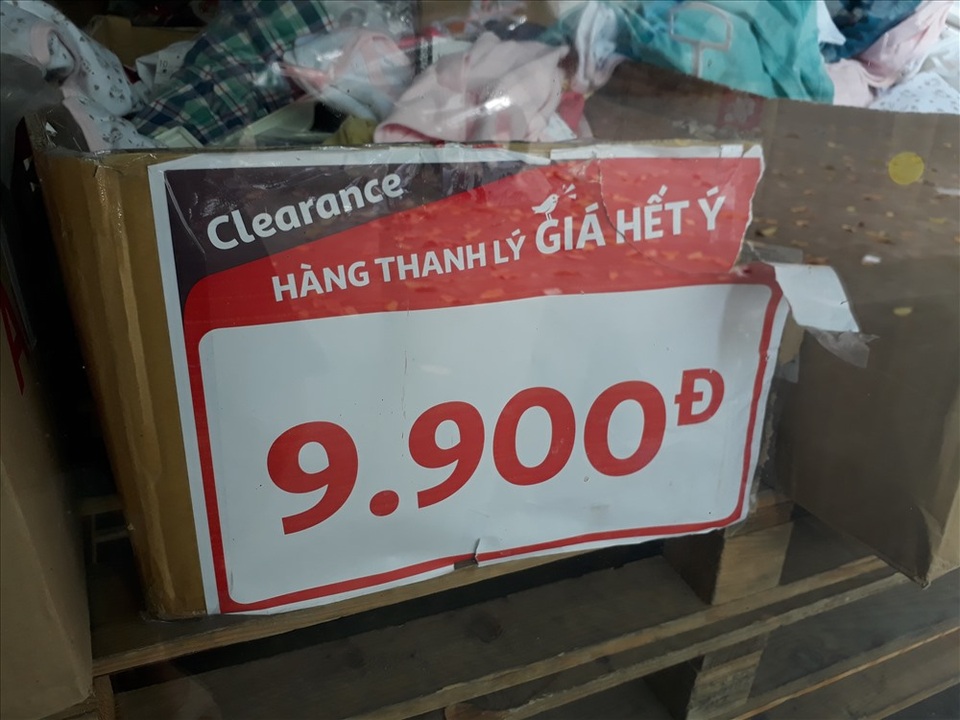 Clearance
HÀNG THANH LÝ GIÁ HẾT Ý
9.900Đ